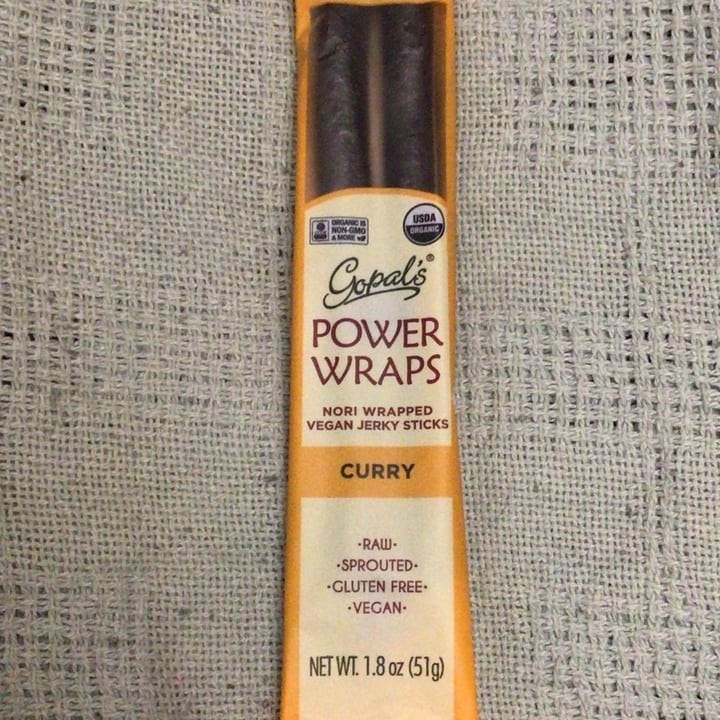 ORGANIC IS
NON-GMO
& MORE
USDA
ORGANIC
Gopal's®
POWER
WRAPS
NORI WRAPPED
VEGAN JERKY STICKS
CURRY
·RAW·
·SPROUTED·
·GLUTEN FREE·
·VEGAN·
NET WT. 1.8 oz (51g)